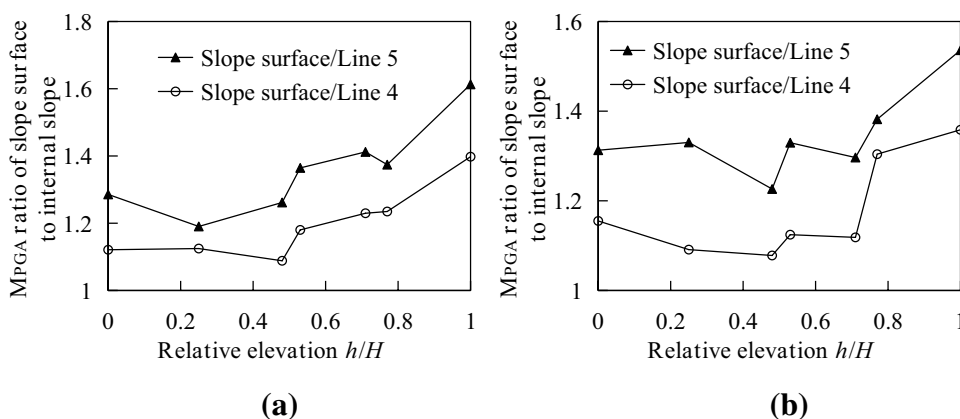 1.8
1.6
1.4
1.2
1
0 0.2 0.4 0.6 0.8 1
MPGA ratio of slope surface
to internal slope
Slope surface/Line 5
Slope surface/Line 4
Relative elevation h/H
(a)
1.6
1.4
1.2
1
0 0.2 0.4 0.6 0.8 1
MPGA ratio of slope surface
to internal slope
Slope surface/Line 5
Slope surface/Line 4
Relative elevation h/H
(b)